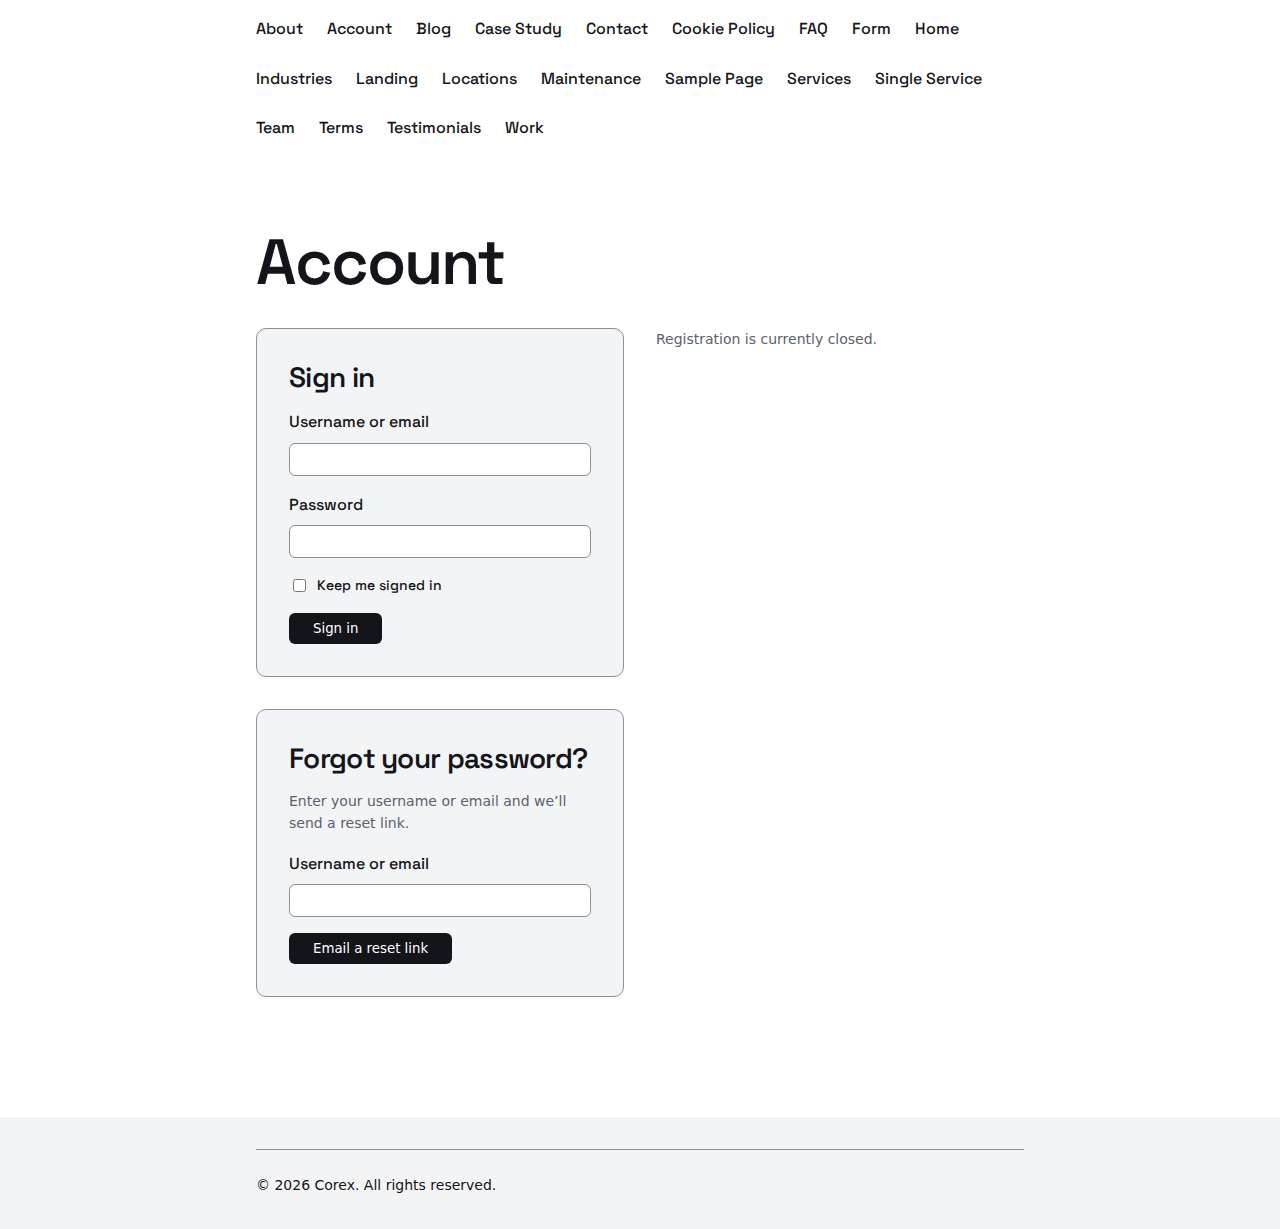 About Account Blog Case Study Contact Cookie Policy FAQ Form Home
Industries Landing Locations Maintenance Sample Page Services Single Service
Team Terms Testimonials Work
Account
Sign in
Username or email
Password
Keep me signed in
Sign in
Registration is currently closed.
Forgot your password?
Enter your username or email and we’ll
send a reset link.
Username or email
Email a reset link
© 2026 Corex. All rights reserved.